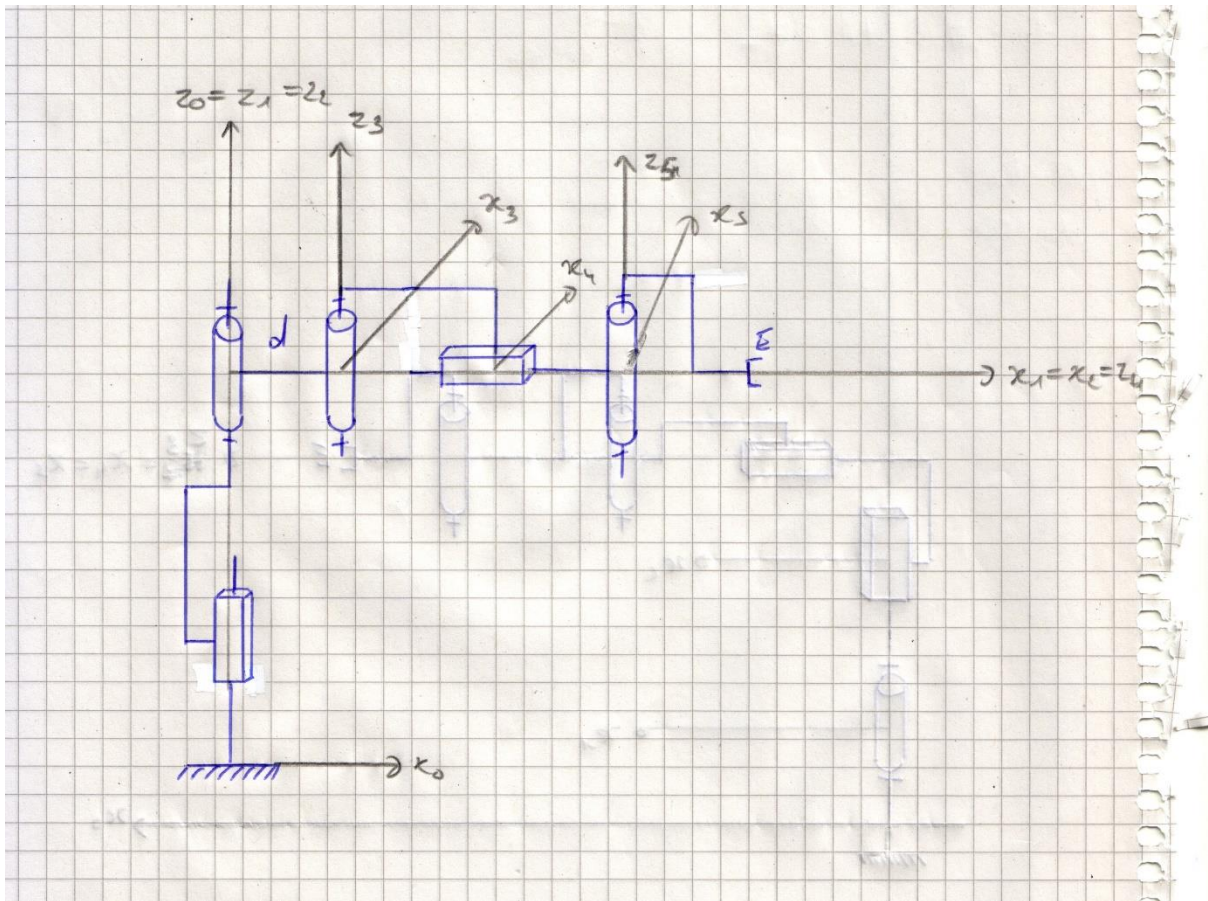 z0 = z1 = z2
z3
x3
z5
x5
x4
d
E
x1 = x2 = z4
x0